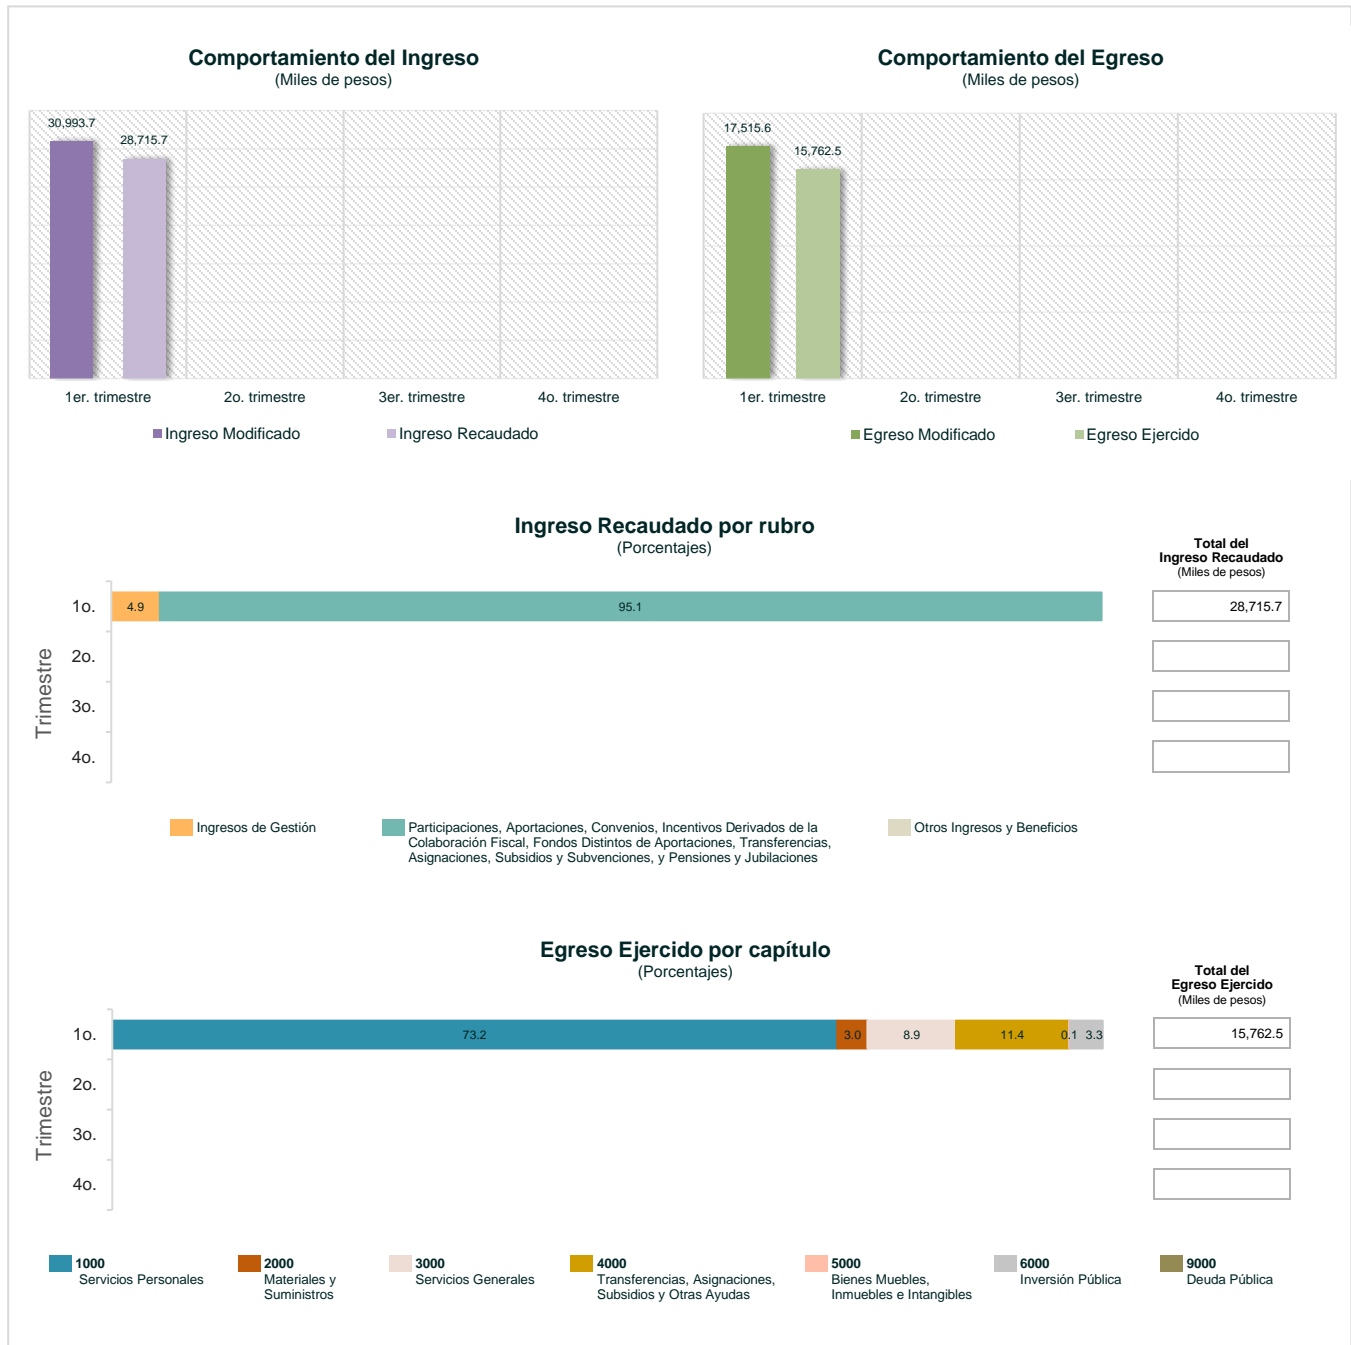 Comportamiento del Ingreso
(Miles de pesos)
30,993.7
28,715.7
1er. trimestre
2o. trimestre
3er. trimestre
4o. trimestre
Ingreso Modificado
Ingreso Recaudado
Comportamiento del Egreso
(Miles de pesos)
17,515.6
15,762.5
1er. trimestre
2o. trimestre
3er. trimestre
4o. trimestre
Egreso Modificado
Egreso Ejercido
Ingreso Recaudado por rubro
(Porcentajes)
Total del
Ingreso Recaudado
(Miles de pesos)
Trimestre
1o.
4.9
95.1
28,715.7
2o.
3o.
4o.
Ingresos de Gestión
Participaciones, Aportaciones, Convenios, Incentivos Derivados de la
Colaboración Fiscal, Fondos Distintos de Aportaciones, Transferencias,
Asignaciones, Subsidios y Subvenciones, y Pensiones y Jubilaciones
Otros Ingresos y Beneficios
Egreso Ejercido por capítulo
(Porcentajes)
Total del
Egreso Ejercido
(Miles de pesos)
Trimestre
1o.
73.2
3.0
8.9
11.4
0.1
3.3
15,762.5
2o.
3o.
4o.
1000
Servicios Personales
2000
Materiales y
Suministros
3000
Servicios Generales
4000
Transferencias, Asignaciones,
Subsidios y Otras Ayudas
5000
Bienes Muebles,
Inmuebles e Intangibles
6000
Inversión Pública
9000
Deuda Pública